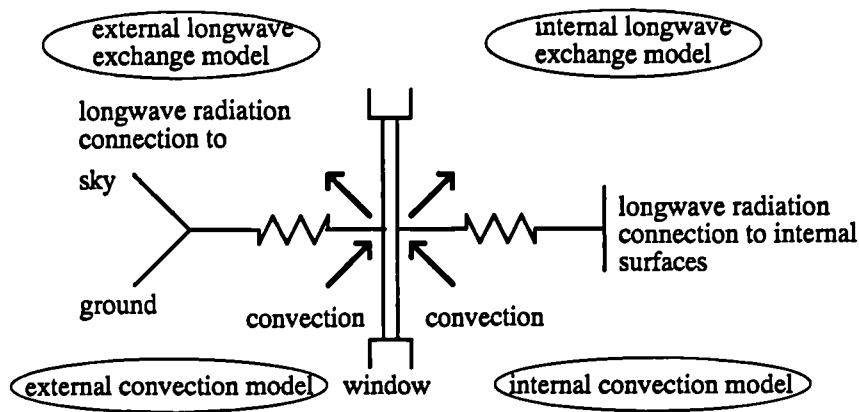 external longwave
exchange model
internal longwave
exchange model
longwave radiation
connection to
sky
ground
longwave radiation
connection to internal
surfaces
convection
convection
external convection model
window
internal convection model